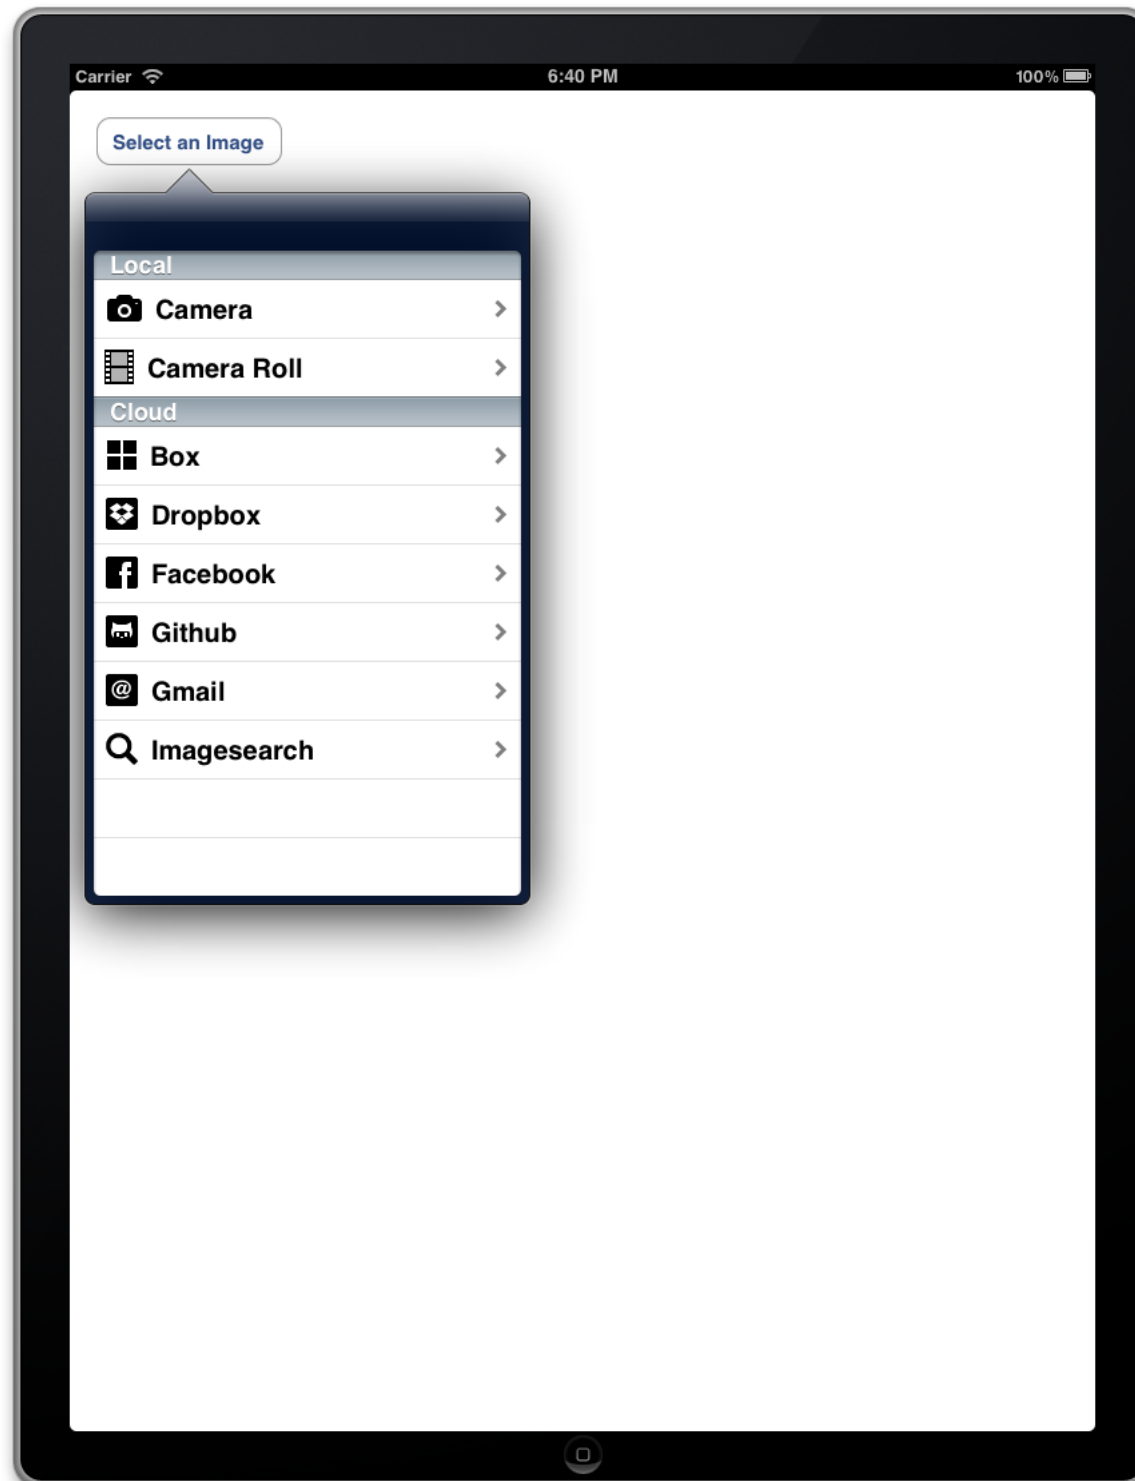 Carrier
6:40 PM
100%
Select an Image
Local
Camera
Camera Roll
Cloud
Box
Dropbox
Facebook
Github
@ Gmail
Imagesearch